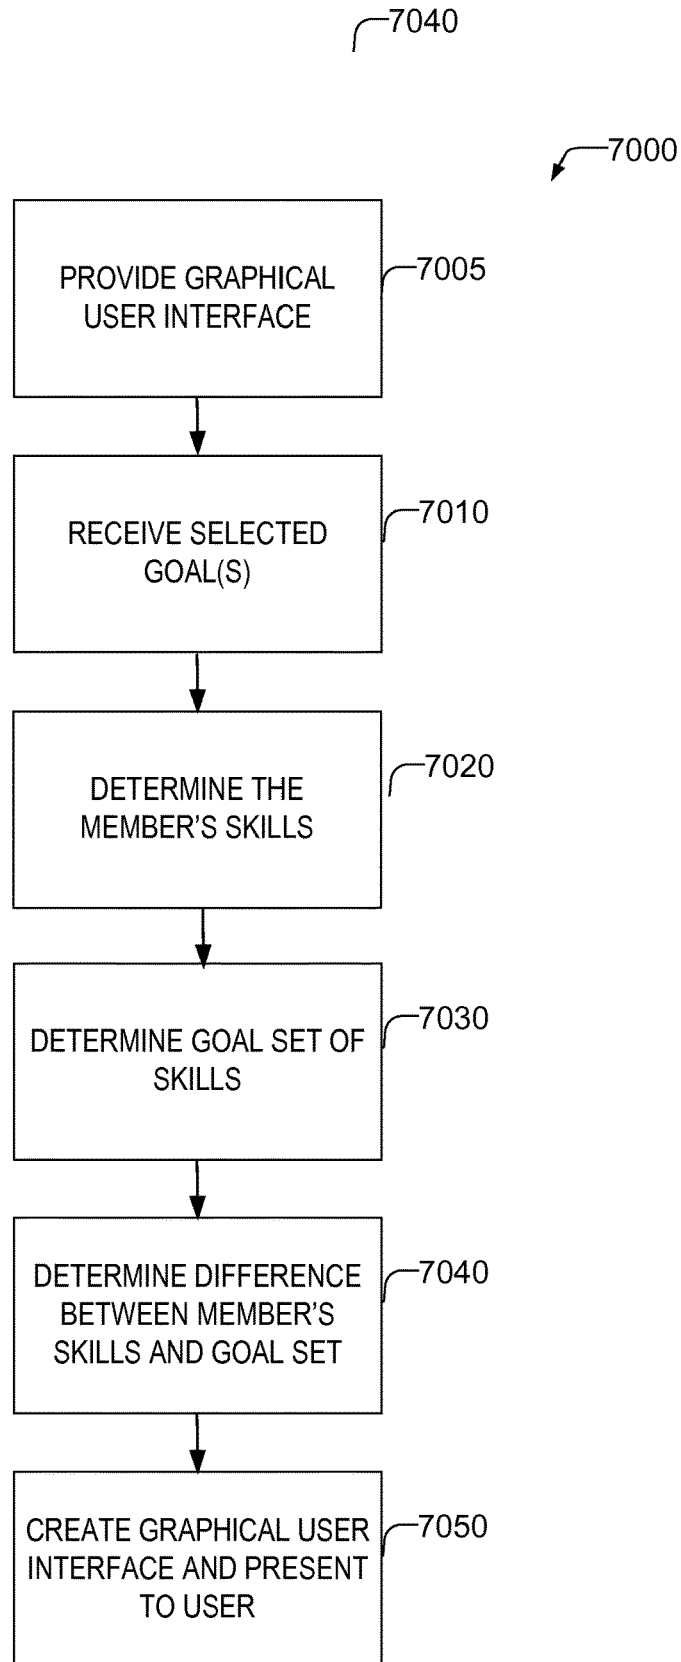 7040
7000
PROVIDE GRAPHICAL
USER INTERFACE
7005
RECEIVE SELECTED
GOAL(S)
7010
DETERMINE THE
MEMBER'S SKILLS
7020
DETERMINE GOAL SET OF
SKILLS
7030
DETERMINE DIFFERENCE
BETWEEN MEMBER'S
SKILLS AND GOAL SET
7040
CREATE GRAPHICAL USER
INTERFACE AND PRESENT
TO USER
7050